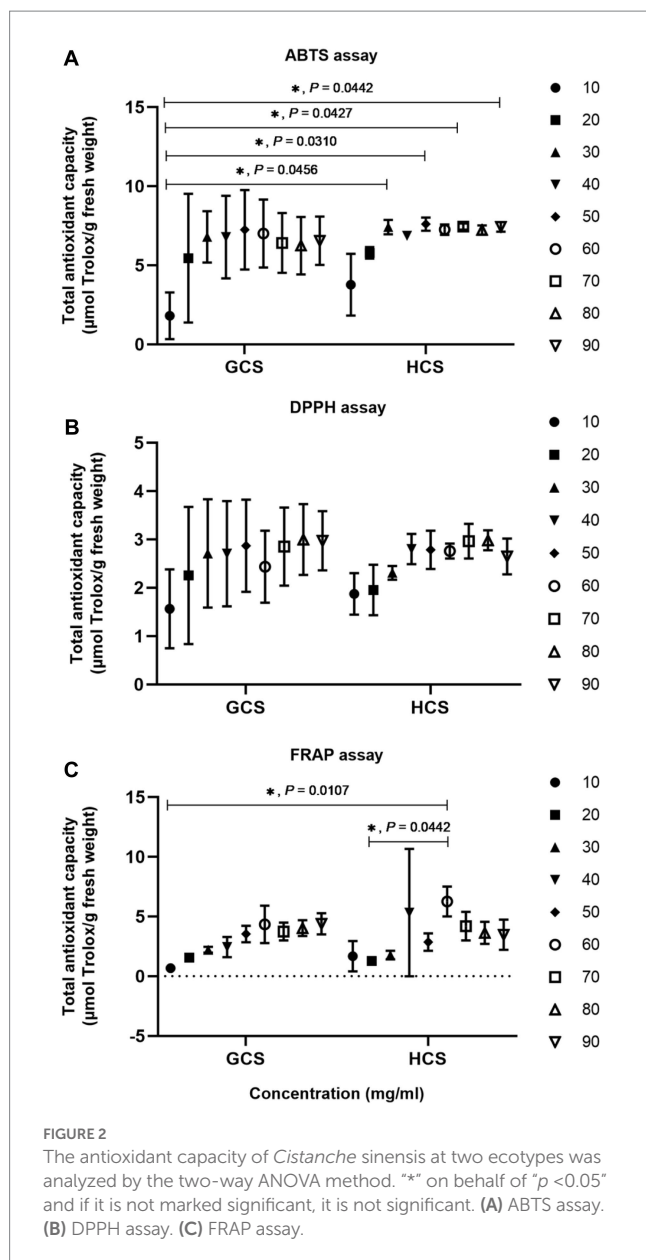 A
ABTS assay
Total antioxidant capacity
(µmol Trolox/g fresh weight)
15
10
5
0
*, P = 0.0442
*, P = 0.0427
*, P = 0.0310
*, P = 0.0456
GCS
HCS
10
20
30
40
50
60
70
80
90
B
DPPH assay
Total antioxidant capacity
(µmol Trolox/g fresh weight)
5
4
3
2
1
0
GCS
HCS
10
20
30
40
50
60
70
80
90
C
FRAP assay
Total antioxidant capacity
(µmol Trolox/g fresh weight)
15
10
5
0
-5
*, P = 0.0107
*, P = 0.0442
GCS
HCS
Concentration (mg/ml)
10
20
30
40
50
60
70
80
90
FIGURE 2
The antioxidant capacity of Cistanche sinensis at two ecotypes was
analyzed by the two-way ANOVA method. “*” on behalf of “p <0.05”
and if it is not marked significant, it is not significant. (A) ABTS assay.
(B) DPPH assay. (C) FRAP assay.